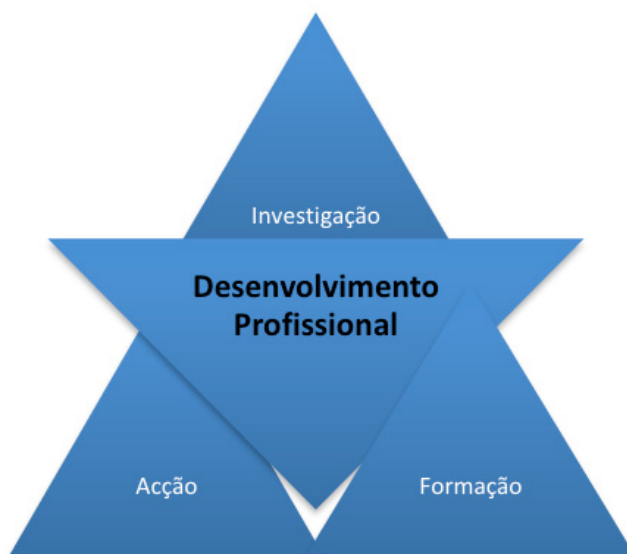 Investigação
Desenvolvimento
Profissional
Acção
Formação